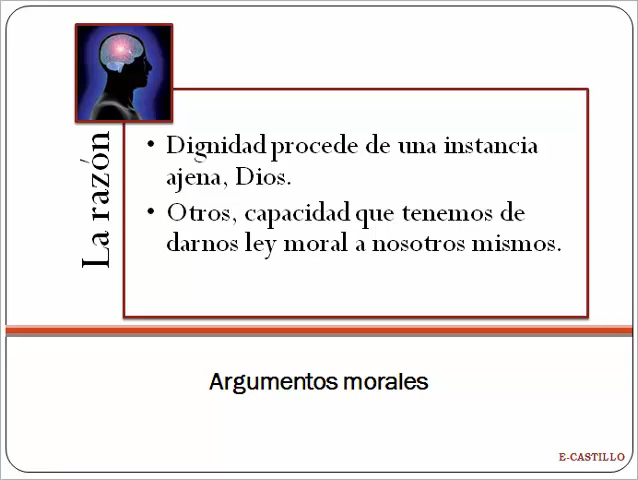 La razón
• Dignidad procede de una instancia
ajena, Dios.
• Otros, capacidad que tenemos de
darnos ley moral a nosotros mismos.
Argumentos morales
E-CASTILLO